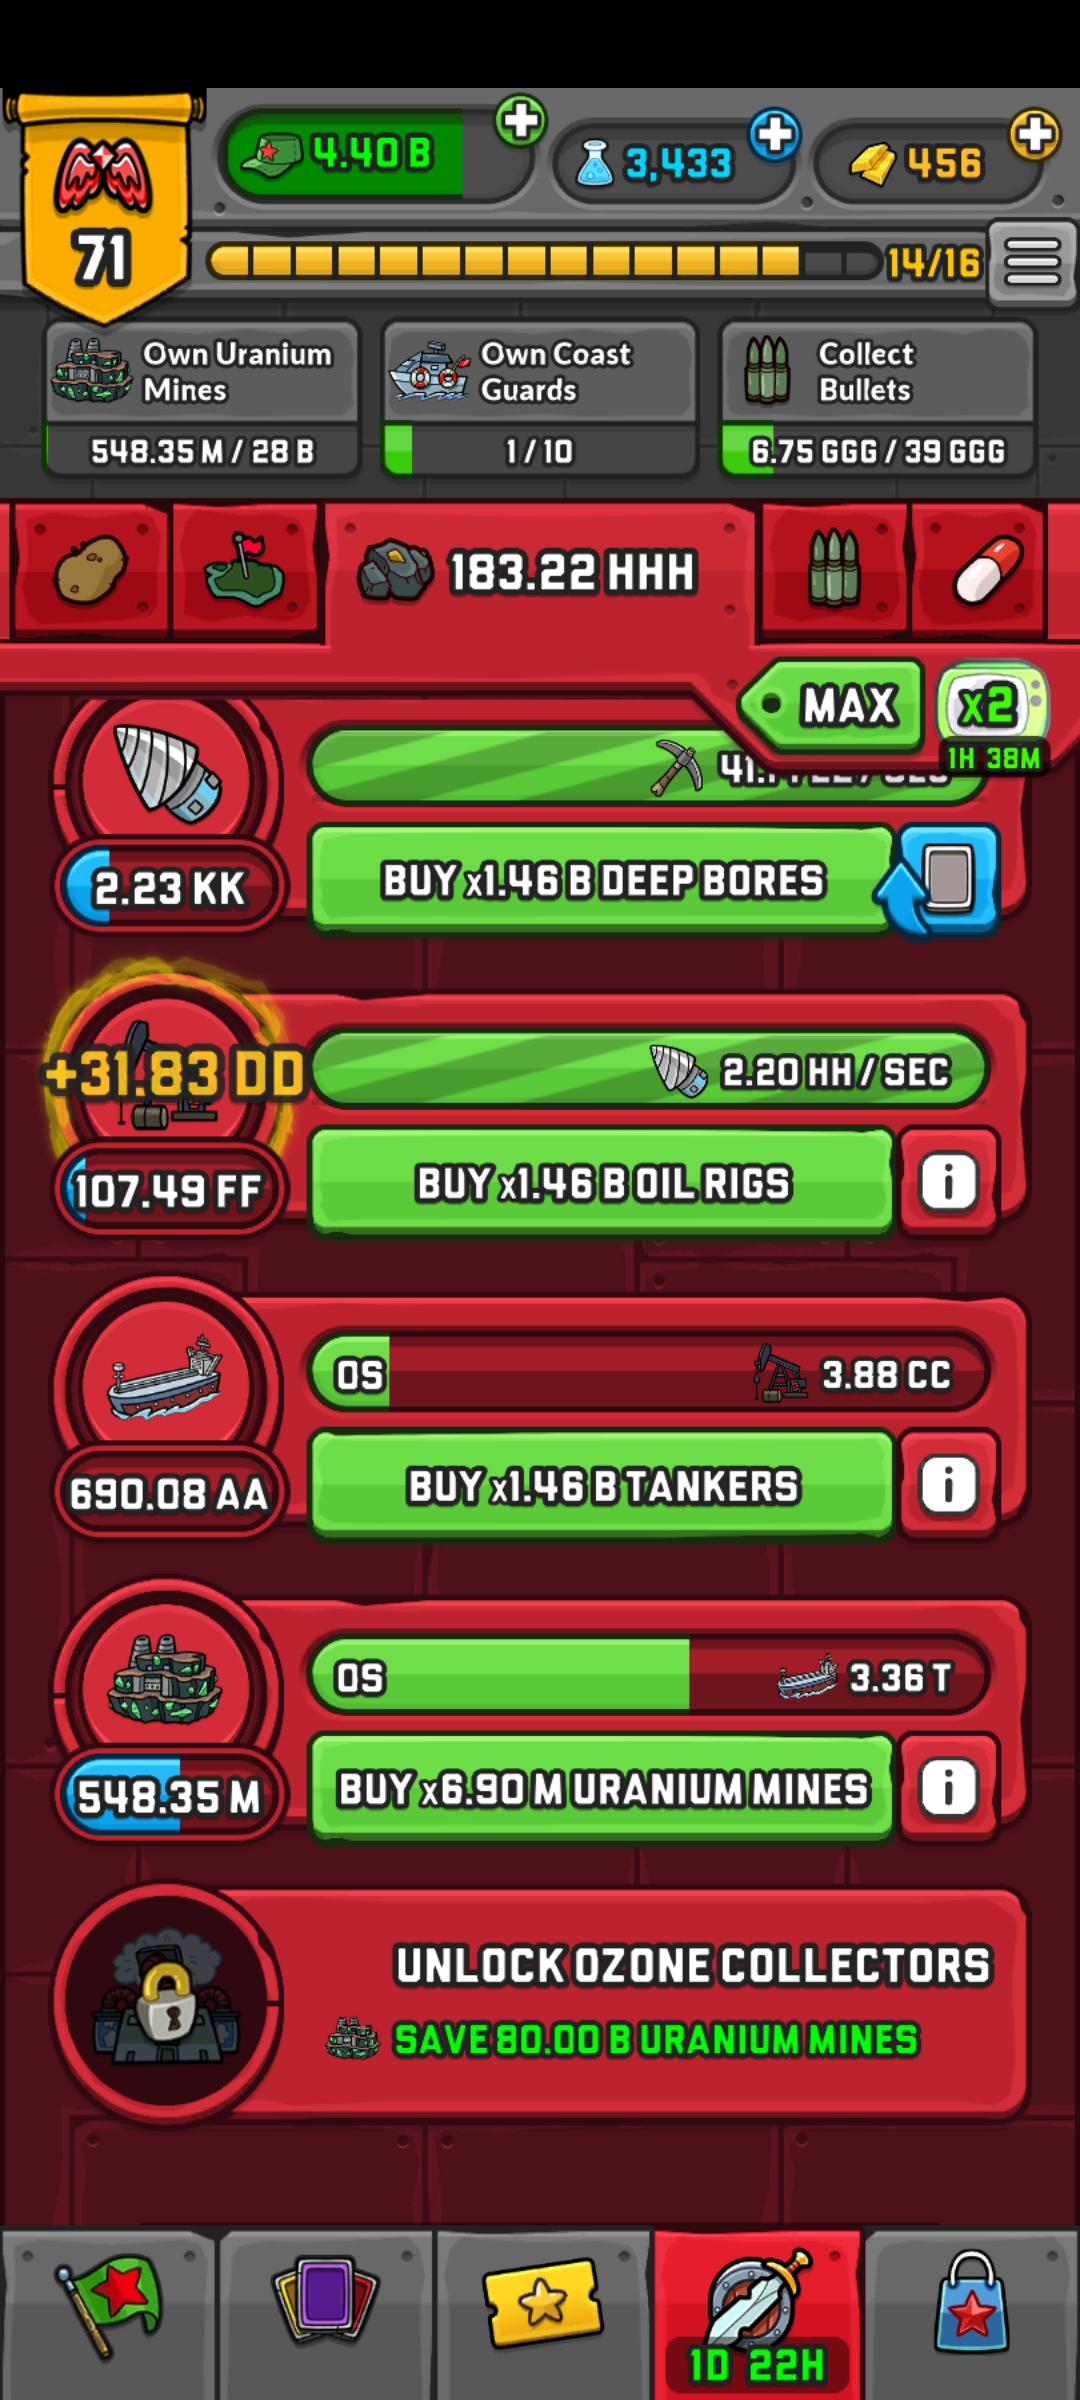 4.40 B
3,433
456
71
14/16
Own Uranium
Mines
548.35 M / 28 B
Own Coast
Guards
1 / 10
Collect
Bullets
6.75 GGG / 39 GGG
183.22 HHH
MAX
x2
1H 38M
2.23 KK
BUY x1.46 B DEEP BORES
+31.83 DD
2.20 HH / SEC
107.49 FF
BUY x1.46 B OIL RIGS
i
0S
3.88 CC
690.08 AA
BUY x1.46 B TANKERS
i
0S
3.36 T
548.35 M
BUY x6.90 M URANIUM MINES
i
UNLOCK OZONE COLLECTORS
SAVE 80.00 B URANIUM MINES
1D 22H